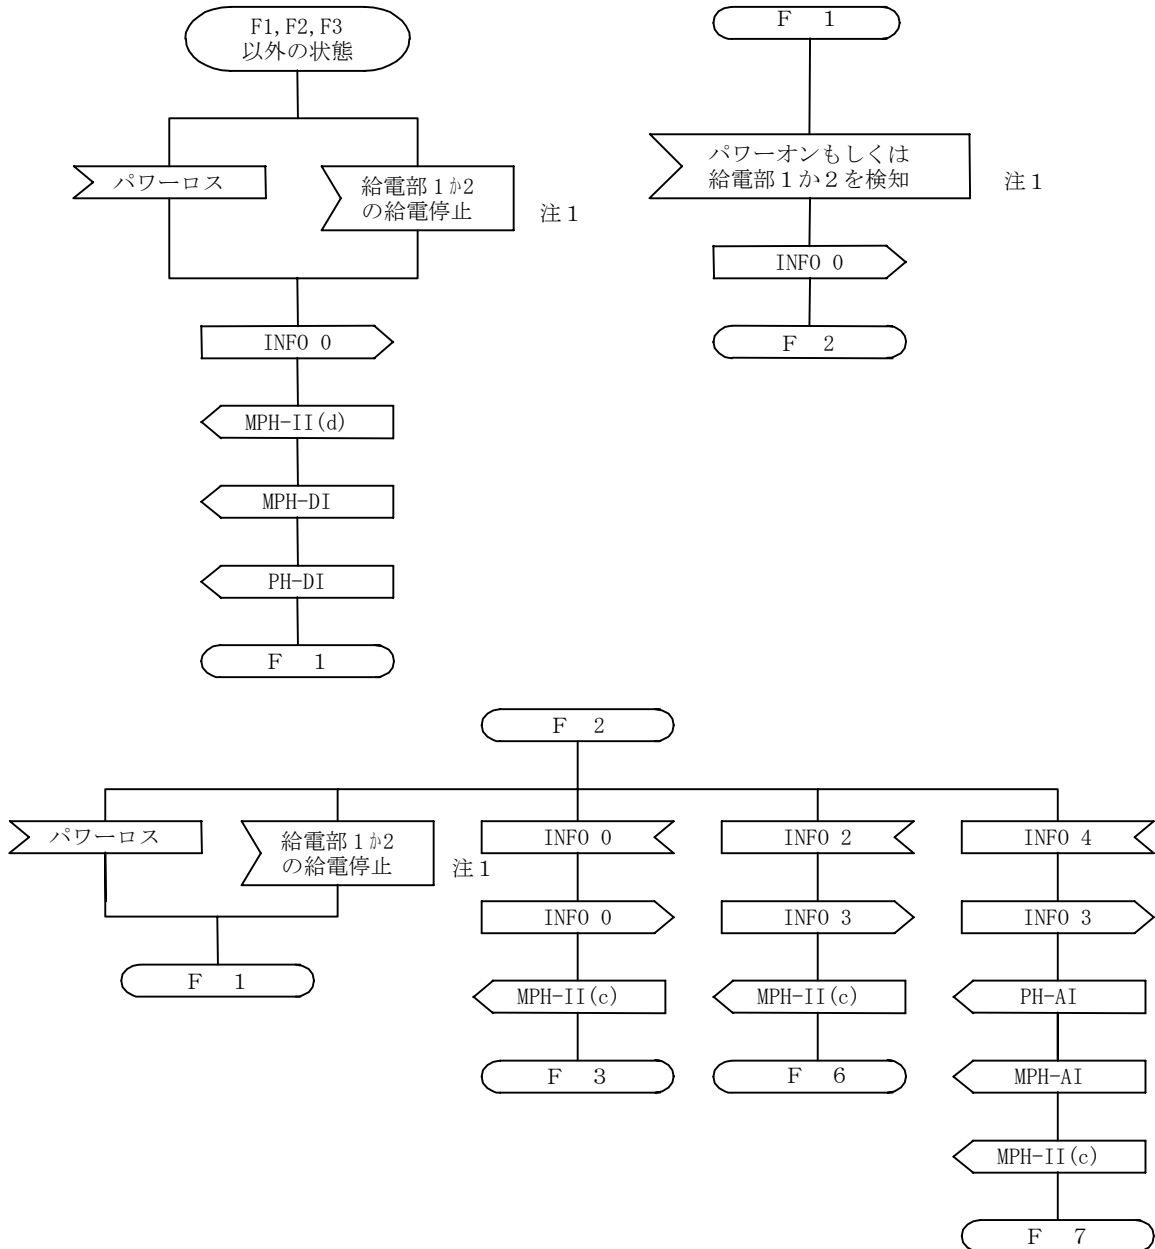 F1,F2,F3
以外の状態
パワーロス
給電部1か2
の給電停止
注1
INFO 0
MPH-II(d)
MPH-DI
PH-DI
F 1
F 1
パワーオンもしくは
給電部1か2を検知
注1
INFO 0
F 2
F 2
パワーロス
給電部1か2
の給電停止
注1
F 1
INFO 0
INFO 0
MPH-II(c)
F 3
INFO 2
INFO 3
MPH-II(c)
F 6
INFO 4
INFO 3
PH-AI
MPH-AI
MPH-II(c)
F 7